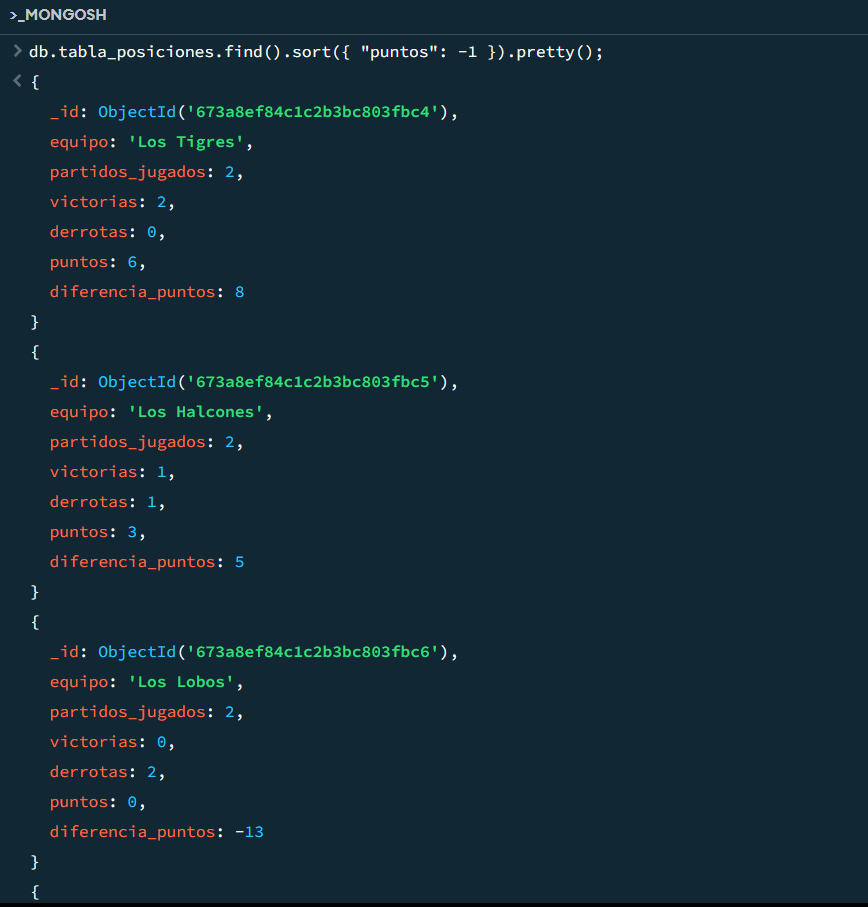 >_MONGOSH
> db.tabla_posiciones.find().sort({ "puntos": -1 }).pretty();
< {
_id: ObjectId('673a8ef84c1c2b3bc803fbc4'),
equipo: 'Los Tigres',
partidos_jugados: 2,
victorias: 2,
derrotas: 0,
puntos: 6,
diferencia_puntos: 8
}
{
_id: ObjectId('673a8ef84c1c2b3bc803fbc5'),
equipo: 'Los Halcones',
partidos_jugados: 2,
victorias: 1,
derrotas: 1,
puntos: 3,
diferencia_puntos: 5
}
{
_id: ObjectId('673a8ef84c1c2b3bc803fbc6'),
equipo: 'Los Lobos',
partidos_jugados: 2,
victorias: 0,
derrotas: 2,
puntos: 0,
diferencia_puntos: -13
}
{